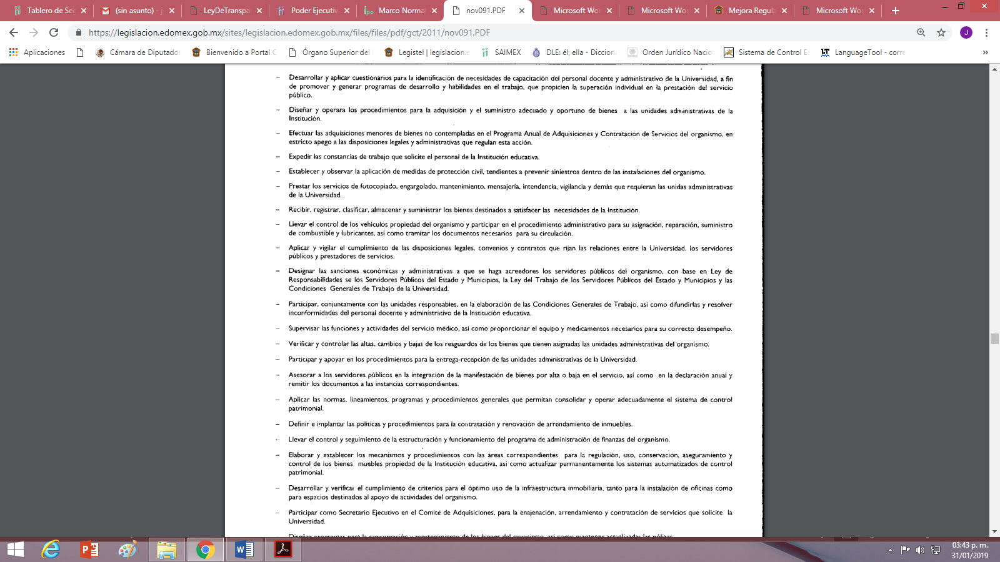 Tablero de Seg
(sin asunto) - j
LeyDeTranspa
Poder Ejecutiv
Marco Normat
nov091.PDF
Microsoft Wor
Microsoft Wor
Mejora Regula
Microsoft Wor
https://legislacion.edomex.gob.mx/sites/legislacion.edomex.gob.mx/files/files/pdf/gct/2011/nov091.PDF
J
Aplicaciones
Cámara de Diputados
Bienvenido a Portal C
Órgano Superior del
Legistel | legislacion.e
SAIMEX
DLE: él, ella - Diccion
Orden Jurídico Nacio
Sistema de Control Es
LanguageTool - corre
»
– Desarrollar y aplicar cuestionarios para la identificación de necesidades de capacitación del personal docente y administrativo de la Universidad, a fin
de promover y generar programas de desarrollo y habilidades en el trabajo, que propicien la superación individual en la prestación del servicio
público.
– Diseñar y operara los procedimientos para la adquisición y el suministro adecuado y oportuno de bienes a las unidades administrativas de la
Institución.
– Efectuar las adquisiciones menores de bienes no contempladas en el Programa Anual de Adquisiciones y Contratación de Servicios del organismo, en
estricto apego a las disposiciones legales y administrativas que regulan esta acción.
– Expedir las constancias de trabajo que solicite el personal de la Institución educativa.
– Establecer y observar la aplicación de medidas de protección civil, tendientes a prevenir siniestros dentro de las instalaciones del organismo.
– Prestar los servicios de fotocopiado, engargolado, mantenimiento, mensajería, intendencia, vigilancia y demás que requieran las unidas administrativas
de la Universidad.
– Recibir, registrar, clasificar, almacenar y suministrar los bienes destinados a satisfacer las necesidades de la Institución.
– Llevar el control de los vehículos propiedad del organismo y participar en el procedimiento administrativo para su asignación, reparación, suministro
de combustible y lubricantes, así como tramitar los documentos necesarios para su circulación.
– Aplicar y vigilar el cumplimiento de las disposiciones legales, convenios y contratos que rijan las relaciones entre la Universidad, los servidores
públicos y prestadores de servicios.
– Designar las sanciones económicas y administrativas a que se haga acreedores los servidores públicos del organismo, con base en Ley de
Responsabilidades se los Servidores Públicos del Estado y Municipios, la Ley del Trabajo de los Servidores Públicos del Estado y Municipios y las
Condiciones Generales de Trabajo de la Universidad.
– Participar, conjuntamente con las unidades responsables, en la elaboración de las Condiciones Generales de Trabajo, así como difundirlas y resolver
inconformidades del personal docente y administrativo de la Institución educativa.
– Supervisar las funciones y actividades del servicio médico, así como proporcionar el equipo y medicamentos necesarios para su correcto desempeño.
– Verificar y controlar las altas, cambios y bajas de los resguardos de los bienes que tienen asignadas las unidades administrativas del organismo.
– Participar y apoyar en los procedimientos para la entrega-recepción de las unidades administrativas de la Universidad.
– Asesorar a los servidores públicos en la integración de la manifestación de bienes por alta o baja en el servicio, así como en la declaración anual y
remitir los documentos a las instancias correspondientes.
– Aplicar las normas, lineamientos, programas y procedimientos generales que permitan consolidar y operar adecuadamente el sistema de control
patrimonial.
– Definir e implantar las políticas y procedimientos para la contratación y renovación de arrendamiento de inmuebles.
– Llevar el control y seguimiento de la estructuración y funcionamiento del programa de administración de finanzas del organismo.
– Elaborar y establecer los mecanismos y procedimientos con las áreas correspondientes para la regulación, uso, conservación, aseguramiento y
control de los bienes muebles propiedad de la Institución educativa, así como actualizar permanentemente los sistemas automatizados de control
patrimonial.
– Desarrollar y verificar el cumplimiento de criterios para el óptimo uso de la infraestructura inmobiliaria, tanto para la instalación de oficinas como
para espacios destinados al apoyo de actividades del organismo.
– Participar como Secretario Ejecutivo en el Comité de Adquisiciones, para la enajenación, arrendamiento y contratación de servicios que solicite la
Universidad.
Diseñar programas para la conservación y mantenimiento de los bienes del organismo, así como mantener actualizadas las pólizas
03:43 p. m.
31/01/2019